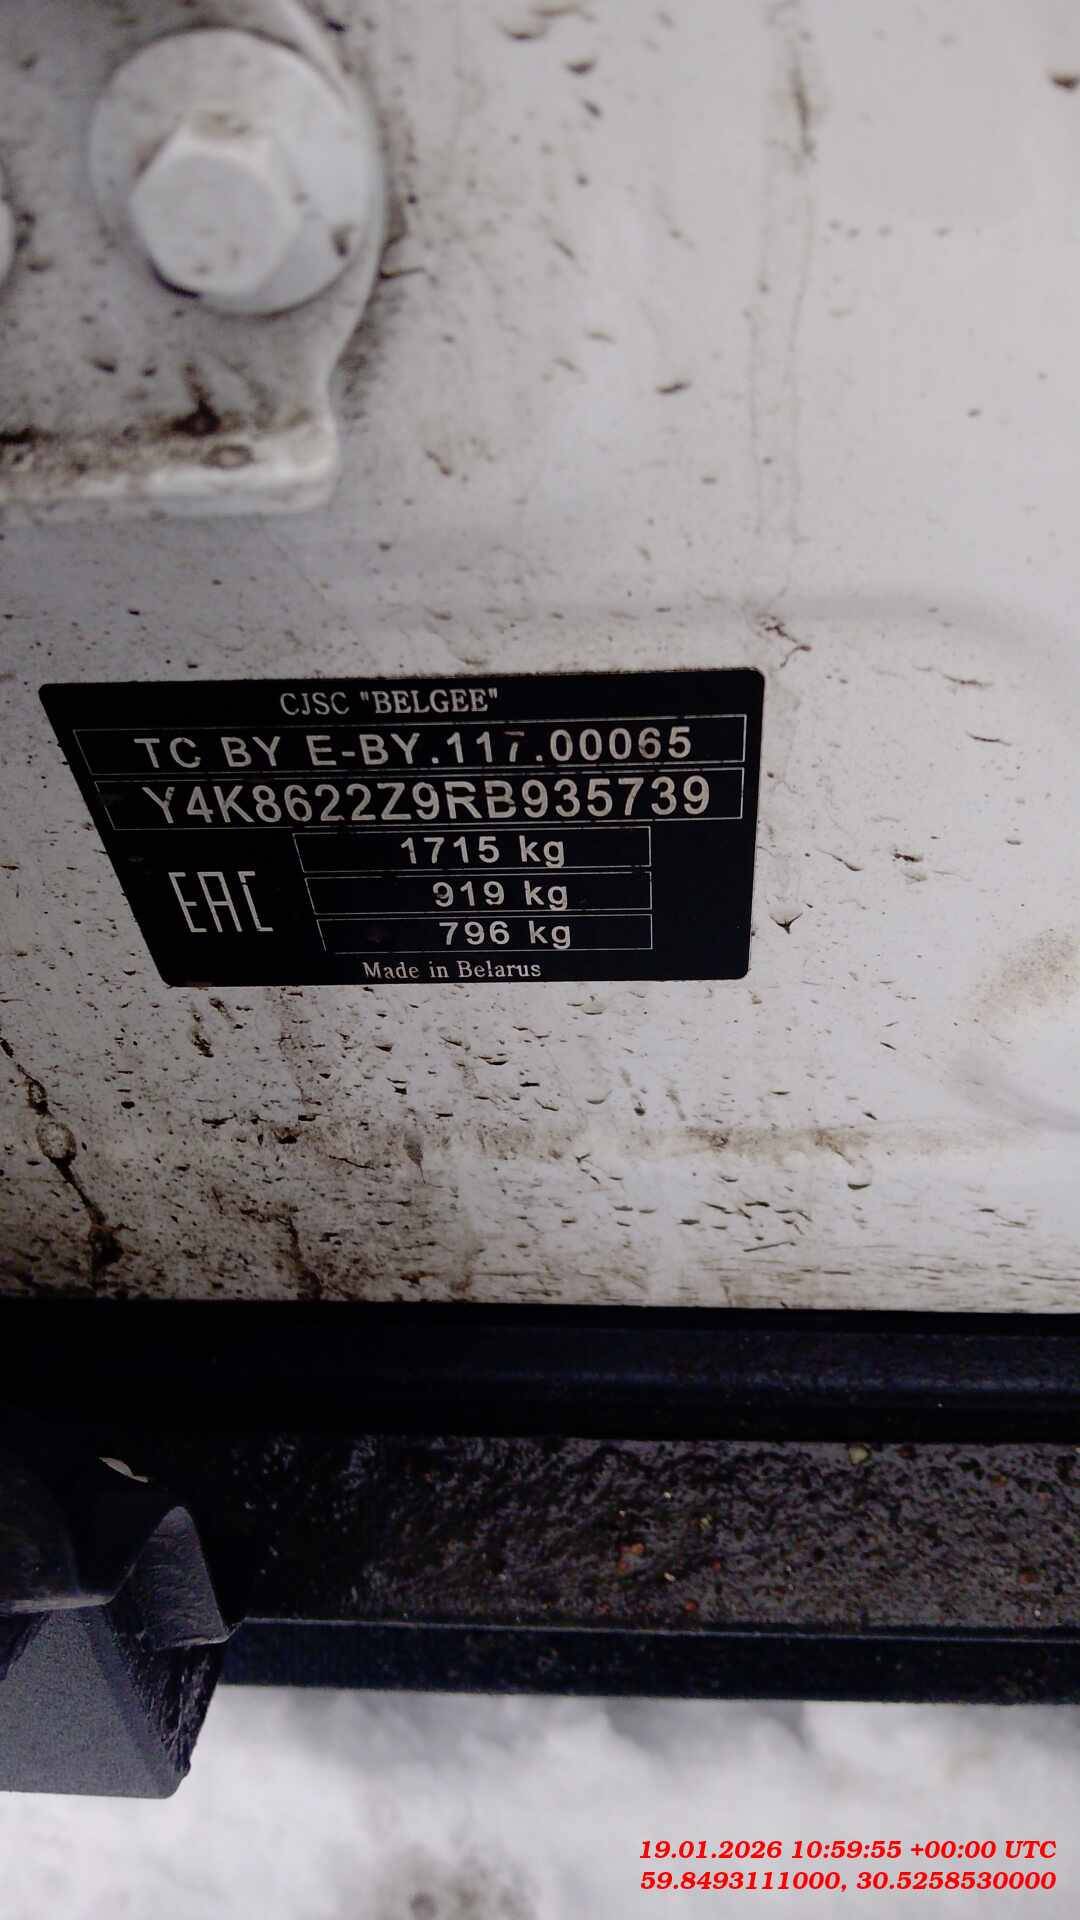 CJSC "BELGEE"
TC BY E-BY.117.00065
Y4K8622Z9RB935739
1715 kg
919 kg
EAC
796 kg
Made in Belarus
19.01.2026 10:59:55 +00:00 UTC
59.8493111000, 30.5258530000